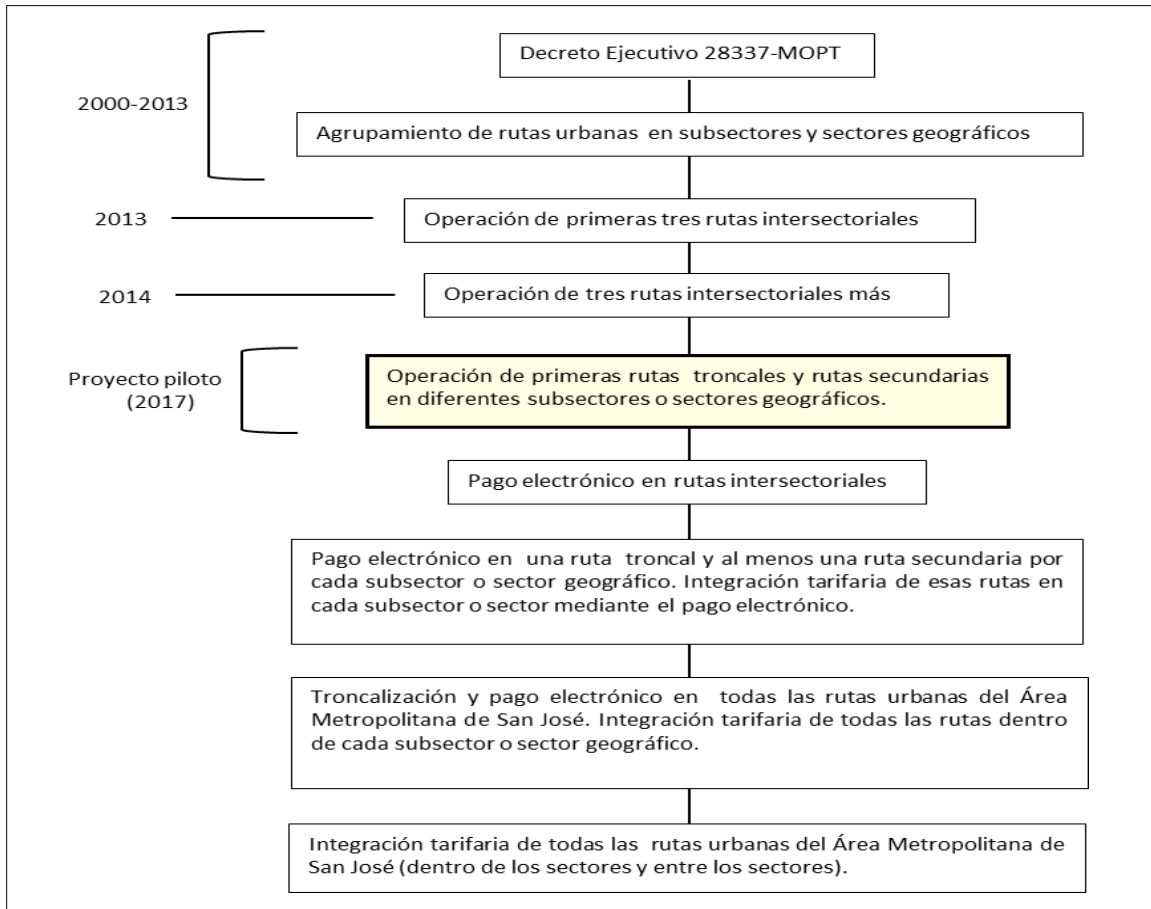 Decreto Ejecutivo 28337-MOPT
2000-2013
Agrupamiento de rutas urbanas en subsectores y sectores geográficos
2013
Operación de primeras tres rutas intersectoriales
2014
Operación de tres rutas intersectoriales más
Proyecto piloto
(2017)
Operación de primeras rutas troncales y rutas secundarias
en diferentes subsectores o sectores geográficos.
Pago electrónico en rutas intersectoriales
Pago electrónico en una ruta troncal y al menos una ruta secundaria por
cada subsector o sector geográfico. Integración tarifaria de esas rutas en
cada subsector o sector mediante el pago electrónico.
Troncalización y pago electrónico en todas las rutas urbanas del Área
Metropolitana de San José. Integración tarifaria de todas las rutas dentro
de cada subsector o sector geográfico.
Integración tarifaria de todas las rutas urbanas del Área Metropolitana de
San José (dentro de los sectores y entre los sectores).